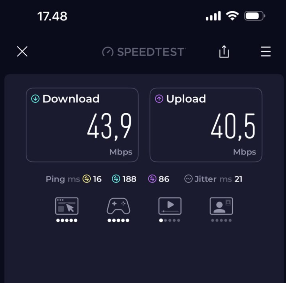 17.48
SPEEDTEST
Download
Upload
43,9
40,5
Mbps
Mbps
Ping ms 16 188 86 Jitter ms 21